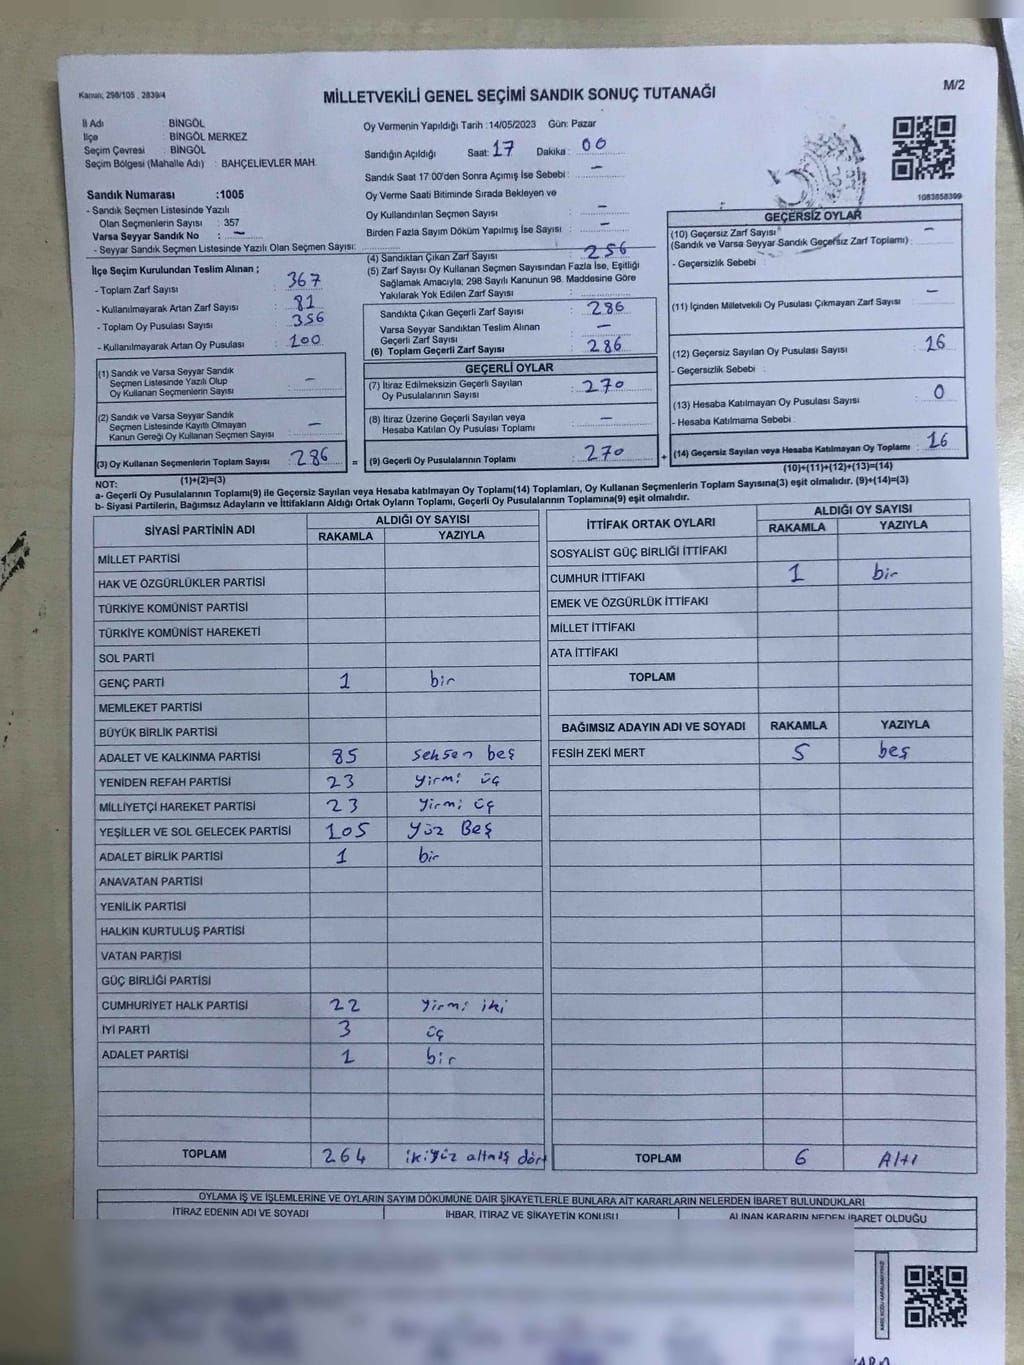 Kanun; 298/105 , 2839/4
MİLLETVEKİLİ GENEL SEÇİMİ SANDIK SONUÇ TUTANAĞI
M/2
İl Adı : BİNGÖL
İlçe : BİNGÖL MERKEZ
Seçim Çevresi : BİNGÖL
Seçim Bölgesi (Mahalle Adı) : BAHÇELİEVLER MAH.
Sandık Numarası :1005
- Sandık Seçmen Listesinde Yazılı
Olan Seçmenlerin Sayısı : 357
Varsa Seyyar Sandık No : –
- Seyyar Sandık Seçmen Listesinde Yazılı Olan Seçmen Sayısı:
İlçe Seçim Kurulundan Teslim Alınan ;
- Toplam Zarf Sayısı 367
- Kullanılmayarak Artan Zarf Sayısı 81
- Toplam Oy Pusulası Sayısı 356
- Kullanılmayarak Artan Oy Pusulası 100
(1) Sandık ve Varsa Seyyar Sandık
Seçmen Listesinde Yazılı Olup
Oy Kullanan Seçmenlerin Sayısı –
(2) Sandık ve Varsa Seyyar Sandık
Seçmen Listesinde Kayıtlı Olmayan
Kanun Gereği Oy Kullanan Seçmen Sayısı –
(3) Oy Kullanan Seçmenlerin Toplam Sayısı 286
(1)+(2)=(3)
Oy Vermenin Yapıldığı Tarih :14/05/2023 Gün: Pazar
Sandığın Açıldığı Saat: 17 Dakika : 00
Sandık Saat 17:00'den Sonra Açımış İse Sebebi : –
Oy Verme Saati Bitiminde Sırada Bekleyen ve
Oy Kullandırılan Seçmen Sayısı : –
Birden Fazla Sayım Döküm Yapılmış İse Sayısı : –
(4) Sandıktan Çıkan Zarf Sayısı : 256
(5) Zarf Sayısı Oy Kullanan Seçmen Sayısından Fazla İse, Eşitliği
Sağlamak Amacıyla; 298 Sayılı Kanunun 98. Maddesine Göre
Yakılarak Yok Edilen Zarf Sayısı :
Sandıkta Çıkan Geçerli Zarf Sayısı : 286
Varsa Seyyar Sandıktan Teslim Alınan
Geçerli Zarf Sayısı : –
(6) Toplam Geçerli Zarf Sayısı : 286
GEÇERLİ OYLAR
(7) İtiraz Edilmeksizin Geçerli Sayılan
Oy Pusulasının Sayısı : 270
(8) İtiraz Üzerine Geçerli Sayılan veya
Hesaba Katılan Oy Pusulası Toplamı : –
= (9) Geçerli Oy Pusulalarının Toplamı : 270
1083658399
GEÇERSİZ OYLAR
(10) Geçersiz Zarf Sayısı
(Sandık ve Varsa Seyyar Sandık Geçersiz Zarf Toplamı) : –
- Geçersizlik Sebebi :
(11) İçinden Milletvekili Oy Pusulası Çıkmayan Zarf Sayısı –
(12) Geçersiz Sayılan Oy Pusulası Sayısı : 16
- Geçersizlik Sebebi :
(13) Hesaba Katılmayan Oy Pusulası Sayısı : 0
- Hesaba Katılmama Sebebi :
+ (14) Geçersiz Sayılan veya Hesaba Katılmayan Oy Toplamı : 16
(10)+(11)+(12)+(13)=(14)
NOT:
a- Geçerli Oy Pusulalarının Toplamı(9) ile Geçersiz Sayılan veya Hesaba katılmayan Oy Toplamı(14) Toplamları, Oy Kullanan Seçmenlerin Toplam Sayısına(3) eşit olmalıdır. (9)+(14)=(3)
b- Siyasi Partilerin, Bağımsız Adayların ve İttifakların Aldığı Ortak Oyların Toplamı, Geçerli Oy Pusulalarının Toplamına(9) eşit olmalıdır.
SİYASİ PARTİNİN ADI
ALDIĞI OY SAYISI
RAKAMLA YAZIYLA
MİLLET PARTİSİ
HAK VE ÖZGÜRLÜKLER PARTİSİ
TÜRKİYE KOMÜNİST PARTİSİ
TÜRKİYE KOMÜNİST HAREKETİ
SOL PARTİ
GENÇ PARTİ 1 bir
MEMLEKET PARTİSİ
BÜYÜK BİRLİK PARTİSİ
ADALET VE KALKINMA PARTİSİ 85 seksen beş
YENİDEN REFAH PARTİSİ 23 yirmi üç
MİLLİYETÇİ HAREKET PARTİSİ 23 Yirmi üç
YEŞİLLER VE SOL GELECEK PARTİSİ 105 Yüz Beş
ADALET BİRLİK PARTİSİ 1 bir
ANAVATAN PARTİSİ
YENİLİK PARTİSİ
HALKIN KURTULUŞ PARTİSİ
VATAN PARTİSİ
GÜÇ BİRLİĞİ PARTİSİ
CUMHURİYET HALK PARTİSİ 22 Yirmi iki
İYİ PARTİ 3 üç
ADALET PARTİSİ 1 bir
TOPLAM 264 ikiyüz altmış dört
İTTİFAK ORTAK OYLARI
ALDIĞI OY SAYISI
RAKAMLA YAZIYLA
SOSYALİST GÜÇ BİRLİĞİ İTTİFAKI
CUMHUR İTTİFAKI 1 bir
EMEK VE ÖZGÜRLÜK İTTİFAKI
MİLLET İTTİFAKI
ATA İTTİFAKI
TOPLAM
BAĞIMSIZ ADAYIN ADI VE SOYADI RAKAMLA YAZIYLA
FESİH ZEKİ MERT 5 beş
TOPLAM 6 Altı
OYLAMA İŞ VE İŞLEMLERİNE VE OYLARIN SAYIM DÖKÜMÜNE DAİR ŞİKAYETLERLE BUNLARA AİT KARARLARIN NELERDEN İBARET BULUNDUKLARI
İTİRAZ EDENİN ADI VE SOYADI İHBAR, İTİRAZ VE ŞİKAYETİN KONUSU ALINAN KARARIN NEDEN İBARET OLDUĞU